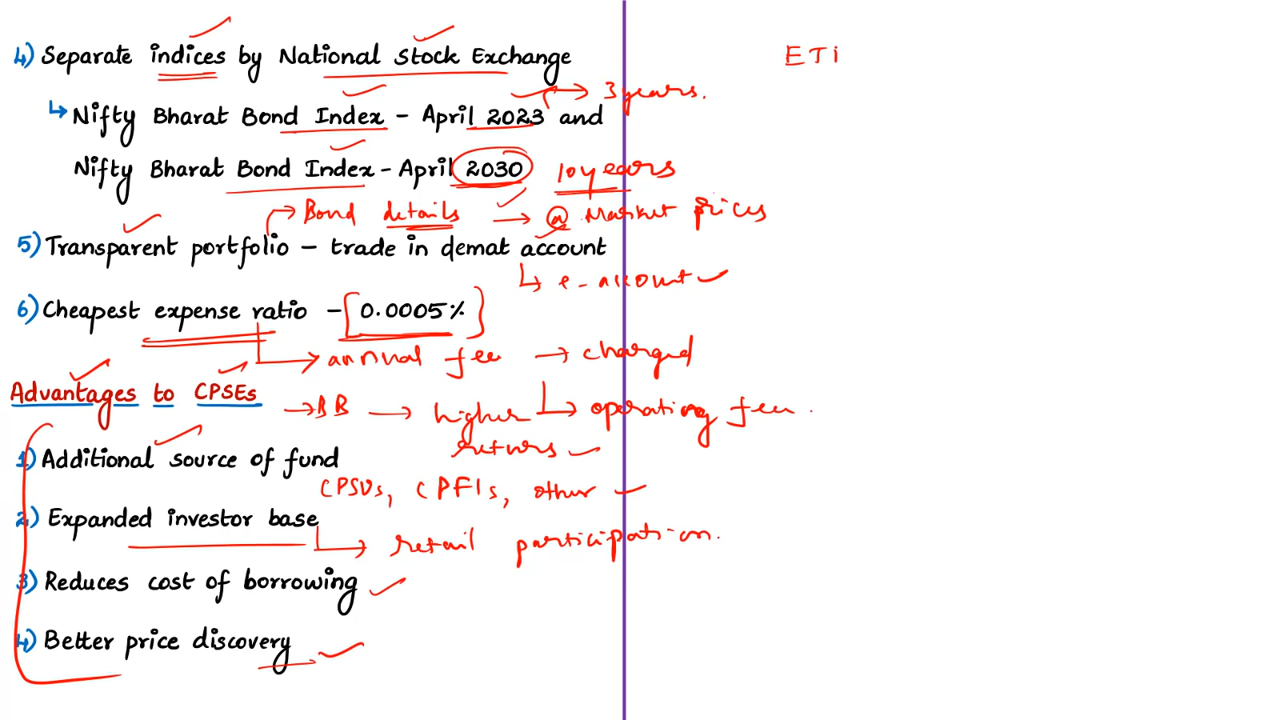 4) Separate indices by National Stock Exchange
ETI
→ 3 years.
↳ Nifty Bharat Bond Index - April 2023 and
Nifty Bharat Bond Index - April 2030 10 years
→ Bond details → @ Market prices
5) Transparent portfolio - trade in demat account
↳ e-account
6) Cheapest expense ratio - [0.0005%]
→ annual fee → charged
↳ operating fee.
Advantages to CPSEs
→ BB → higher
returns
1) Additional source of fund
CPSUs, CPFIs, other
2) Expanded investor base
↳ retail participation.
3) Reduces cost of borrowing
4) Better price discovery